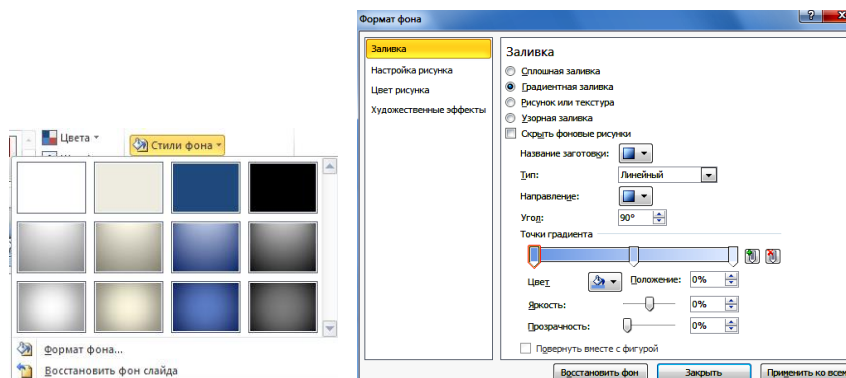 Цвета
Стили фона
Формат фона...
Восстановить фон слайда
Формат фона
Заливка
Настройка рисунка
Цвет рисунка
Художественные эффекты
Заливка
Сплошная заливка
Градиентная заливка
Рисунок или текстура
Узорная заливка
Скрыть фоновые рисунки
Название заготовки:
Тип: Линейный
Направление:
Угол: 90°
Точки градиента
Цвет Положение: 0%
Яркость: 0%
Прозрачность: 0%
Повернуть вместе с фигурой
Восстановить фон Закрыть Применить ко всем